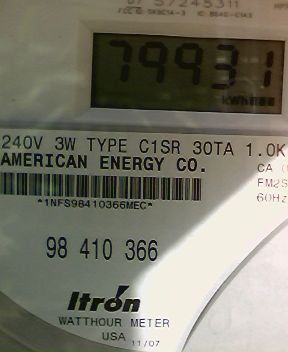 57245311
79931
kWh
240V 3W TYPE C1SR 30TA 1.0K
AMERICAN ENERGY CO.
CA
FM2S
60Hz
*1NFS98410366MEC*
98 410 366
Itron
WATTHOUR METER
USA 11/07